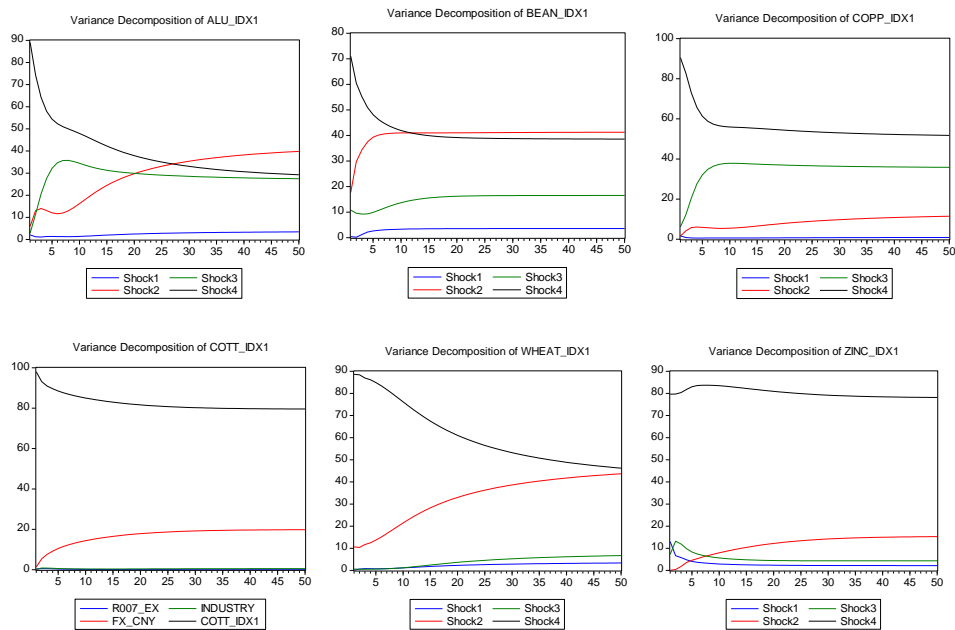 Variance Decomposition of ALU_IDX1
90
80
70
60
50
40
30
20
10
0
5 10 15 20 25 30 35 40 45 50
Shock1 Shock3
Shock2 Shock4
Variance Decomposition of BEAN_IDX1
80
70
60
50
40
30
20
10
0
5 10 15 20 25 30 35 40 45 50
Shock1 Shock3
Shock2 Shock4
Variance Decomposition of COPP_IDX1
100
80
60
40
20
0
5 10 15 20 25 30 35 40 45 50
Shock1 Shock3
Shock2 Shock4
Variance Decomposition of COTT_IDX1
100
80
60
40
20
0
5 10 15 20 25 30 35 40 45 50
R007_EX INDUSTRY
FX_CNY COTT_IDX1
Variance Decomposition of WHEAT_IDX1
90
80
70
60
50
40
30
20
10
0
5 10 15 20 25 30 35 40 45 50
Shock1 Shock3
Shock2 Shock4
Variance Decomposition of ZINC_IDX1
90
80
70
60
50
40
30
20
10
0
5 10 15 20 25 30 35 40 45 50
Shock1 Shock3
Shock2 Shock4